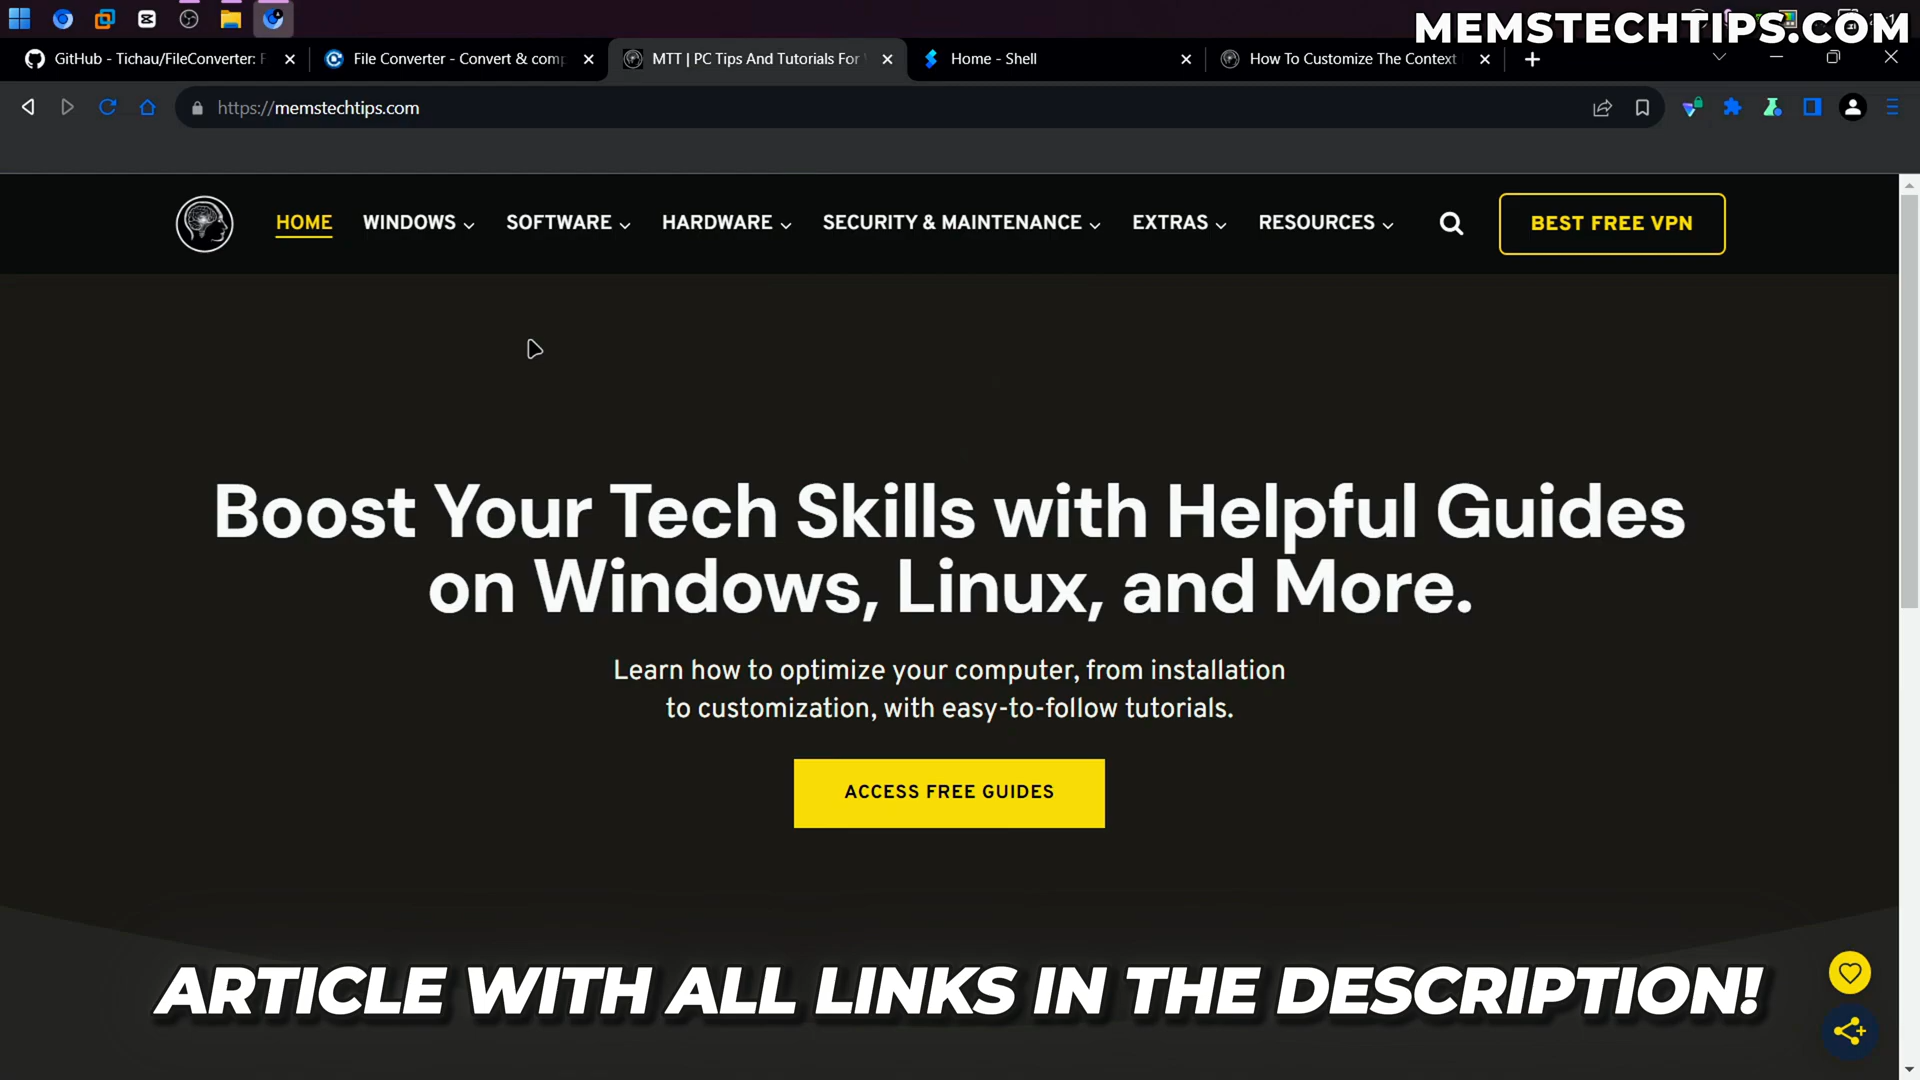 MEMSTECHTIPS.COM
GitHub - Tichau/FileConverter: F
File Converter - Convert & comp
MTT | PC Tips And Tutorials For
Home - Shell
How To Customize The Context
https://memstechtips.com
HOME
WINDOWS
SOFTWARE
HARDWARE
SECURITY & MAINTENANCE
EXTRAS
RESOURCES
BEST FREE VPN
Boost Your Tech Skills with Helpful Guides
on Windows, Linux, and More.
Learn how to optimize your computer, from installation
to customization, with easy-to-follow tutorials.
ACCESS FREE GUIDES
ARTICLE WITH ALL LINKS IN THE DESCRIPTION!